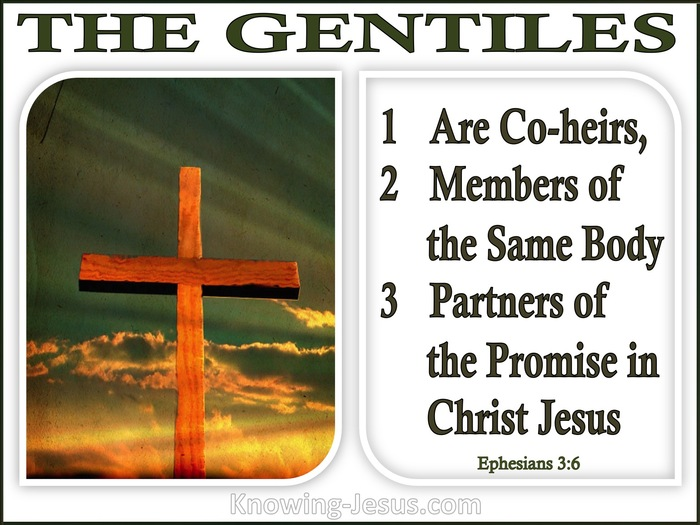 THE GENTILES
1 Are Co-heirs,
2 Members of
the Same Body
3 Partners of
the Promise in
Christ Jesus
Ephesians 3:6
Knowing-Jesus.com